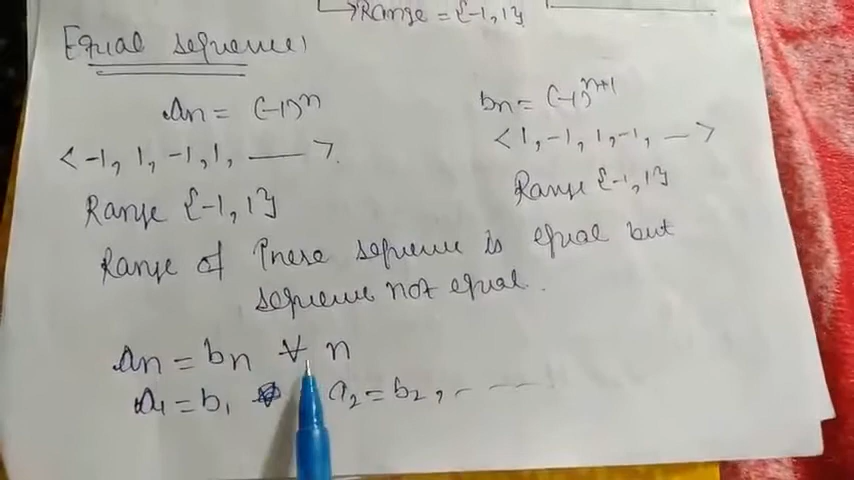 → Range = {-1, 1}
Equal sequence,
an = (-1)^n
<-1, 1, -1, 1, —— >.
Range {-1, 1}
bn = (-1)^n+1
<1, -1, 1, -1, — >
Range {-1, 1}
Range of these sequence is equal but
sequence not equal.
an = bn ∀ n
a1 = b1 a2 = b2, - - -